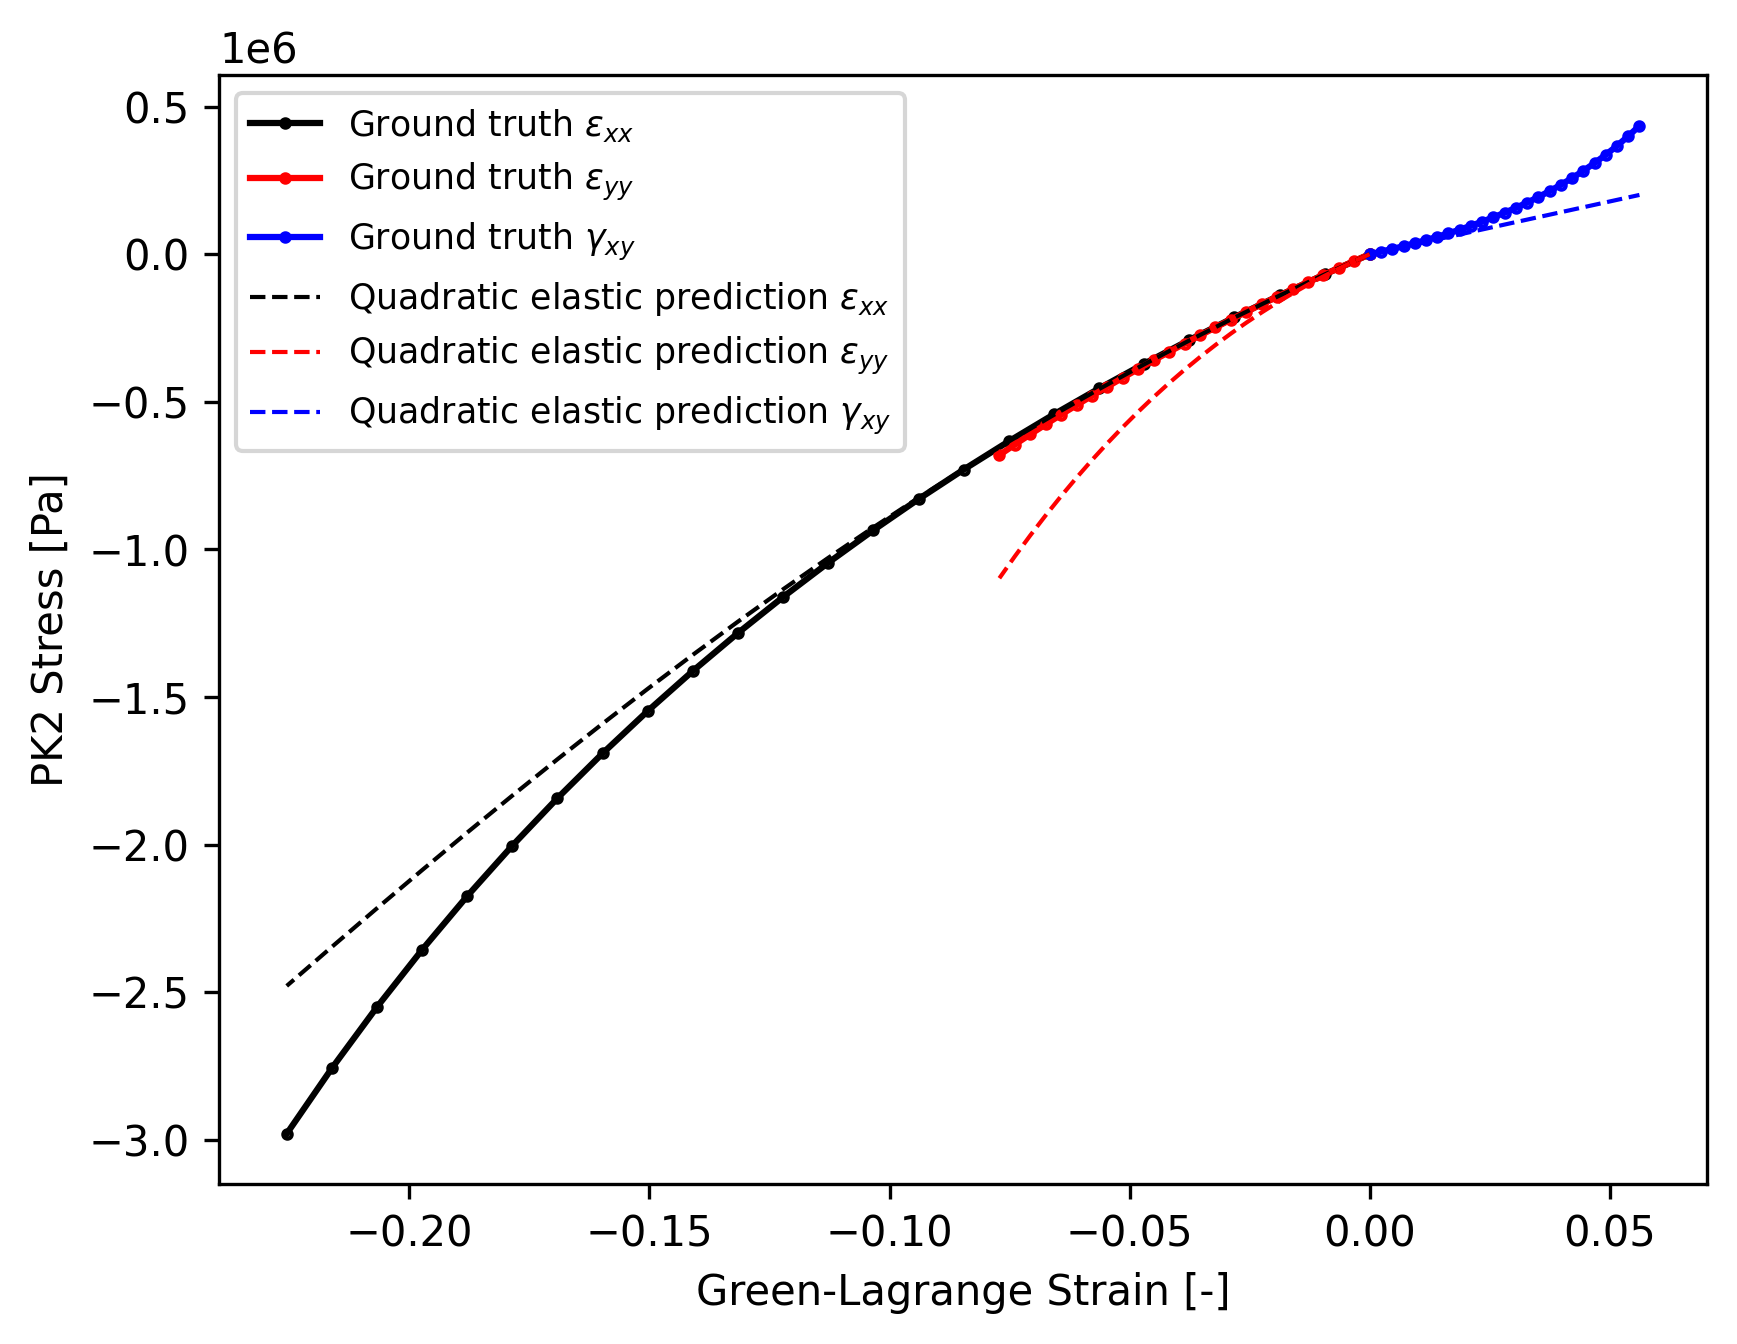 1e6
0.5
0.0
−0.5
−1.0
−1.5
−2.0
−2.5
−3.0
PK2 Stress [Pa]
Ground truth εxx
Ground truth εyy
Ground truth γxy
Quadratic elastic prediction εxx
Quadratic elastic prediction εyy
Quadratic elastic prediction γxy
−0.20 −0.15 −0.10 −0.05 0.00 0.05
Green-Lagrange Strain [-]